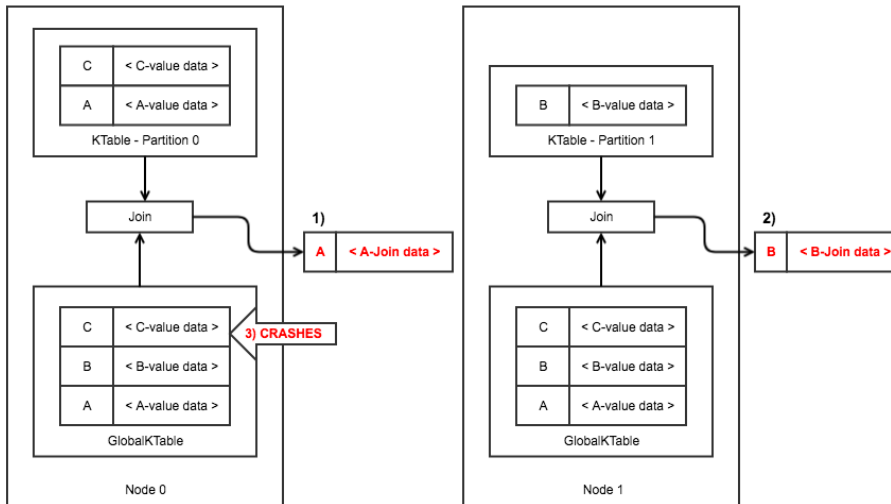 C < C-value data >
A < A-value data >
KTable - Partition 0
Join
1)
A < A-Join data >
C < C-value data >
3) CRASHES
B < B-value data >
A < A-value data >
GlobalKTable
Node 0
B < B-value data >
KTable - Partition 1
Join
2)
B < B-Join data >
C < C-value data >
B < B-value data >
A < A-value data >
GlobalKTable
Node 1